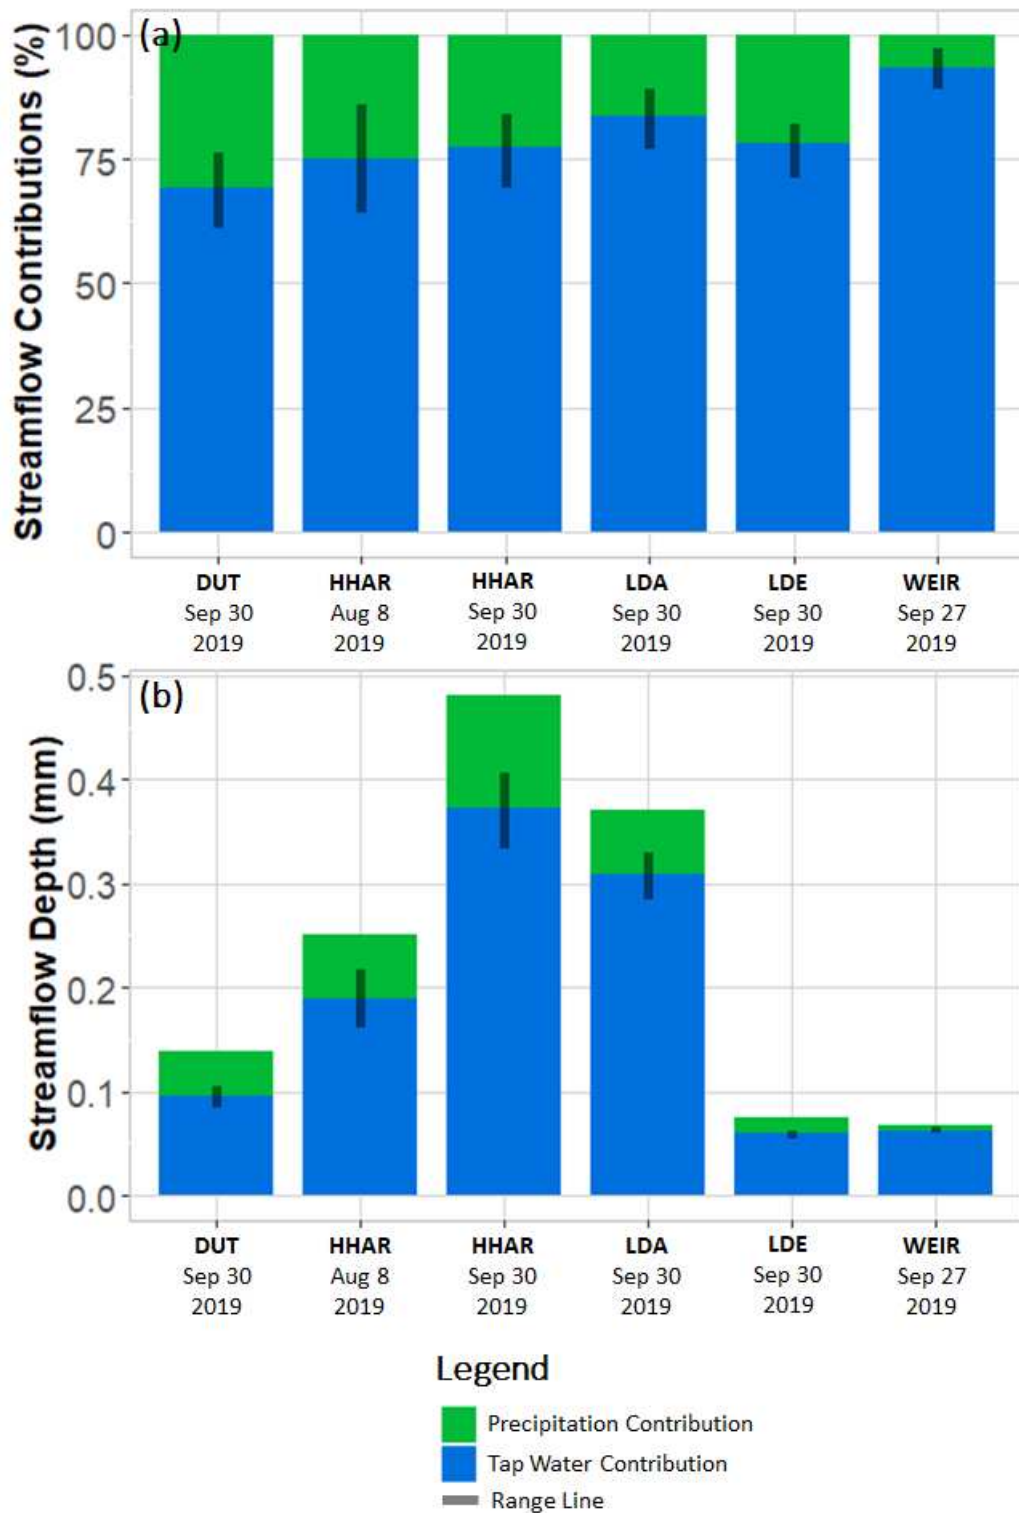 (a)
Streamflow Contributions (%)
100
75
50
25
0
DUT HHAR HHAR LDA LDE WEIR
Sep 30 Aug 8 Sep 30 Sep 30 Sep 30 Sep 27
2019 2019 2019 2019 2019 2019
(b)
Streamflow Depth (mm)
0.5
0.4
0.3
0.2
0.1
0.0
DUT HHAR HHAR LDA LDE WEIR
Sep 30 Aug 8 Sep 30 Sep 30 Sep 30 Sep 27
2019 2019 2019 2019 2019 2019
Legend
Precipitation Contribution
Tap Water Contribution
Range Line